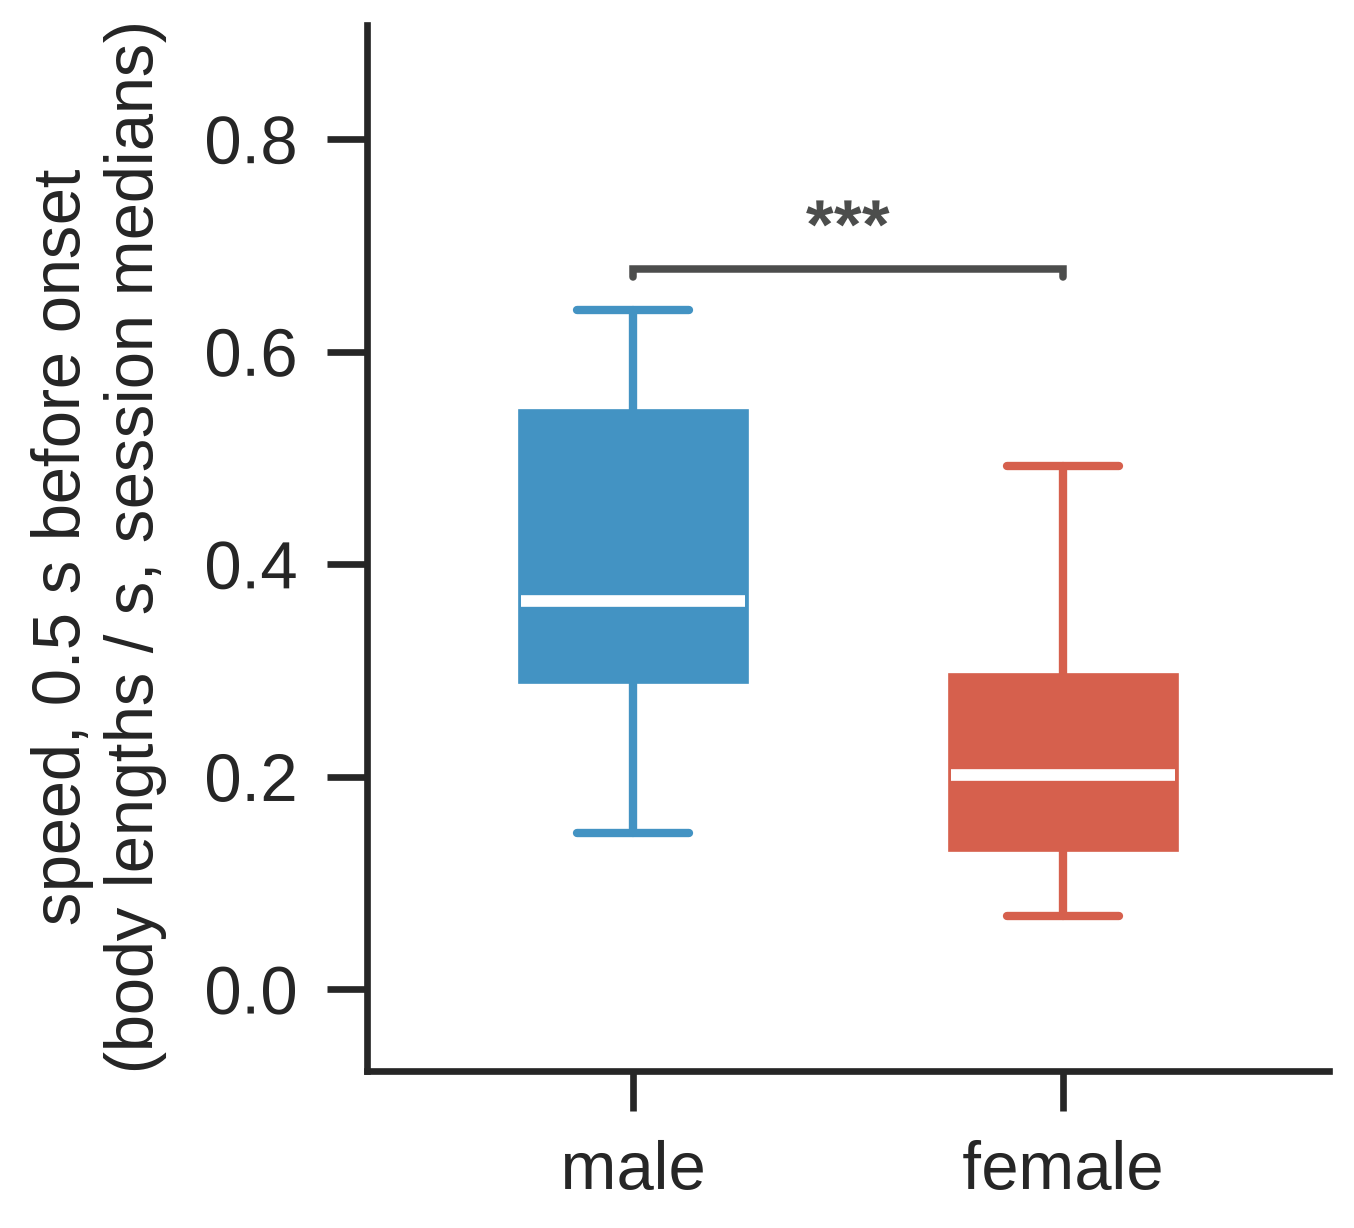 speed, 0.5 s before onset
(body lengths / s, session medians)
0.8
0.6
0.4
0.2
0.0
***
male
female